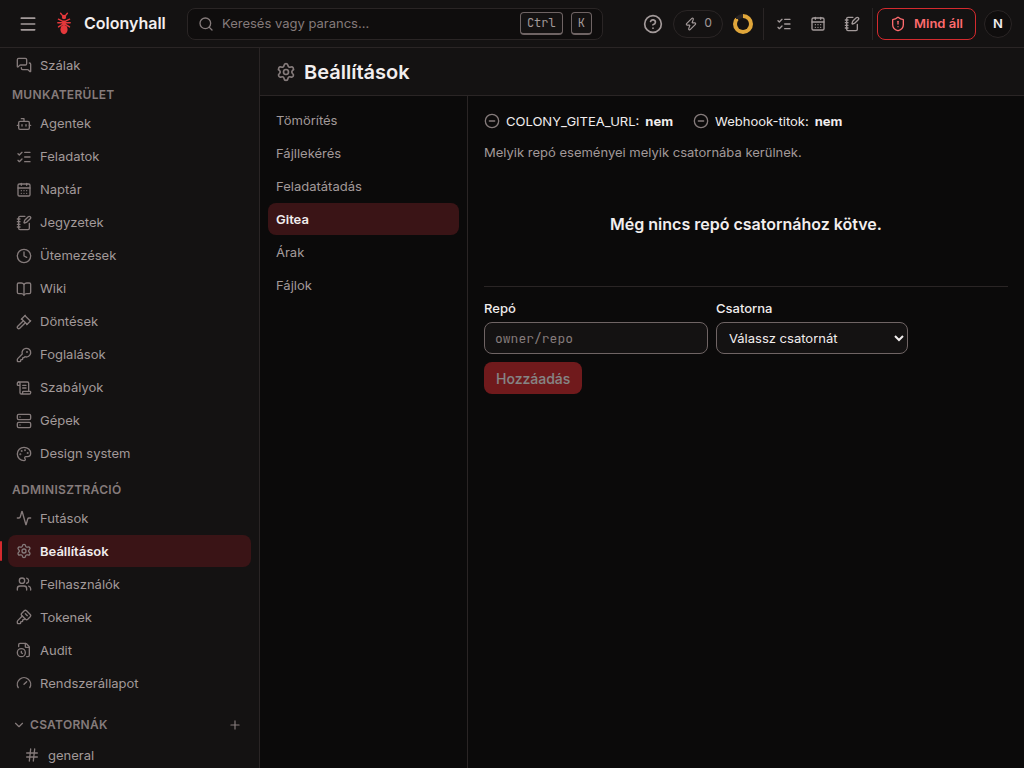 Colonyhall
Keresés vagy parancs...
Ctrl
K
0
Mind áll
N
Szálak
MUNKATERÜLET
Agentek
Feladatok
Naptár
Jegyzetek
Ütemezések
Wiki
Döntések
Foglalások
Szabályok
Gépek
Design system
ADMINISZTRÁCIÓ
Futások
Beállítások
Felhasználók
Tokenek
Audit
Rendszerállapot
CSATORNÁK
general
Beállítások
Tömörítés
Fájllekérés
Feladatátadás
Gitea
Árak
Fájlok
COLONY_GITEA_URL: nem
Webhook-titok: nem
Melyik repó eseményei melyik csatornába kerülnek.
Még nincs repó csatornához kötve.
Repó
Csatorna
owner/repo
Válassz csatornát
Hozzáadás